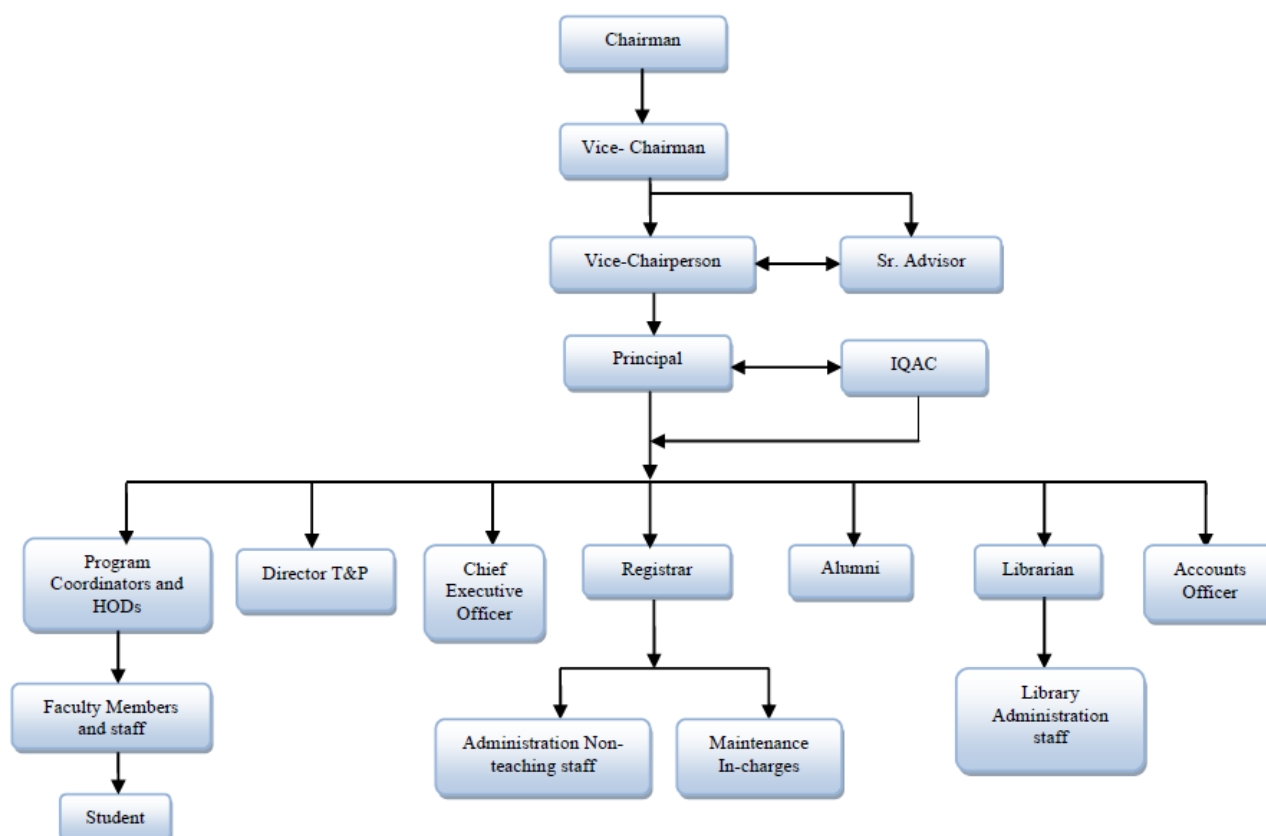 Chairman
Vice- Chairman
Vice-Chairperson
Sr. Advisor
Principal
IQAC
Program
Coordinators and
HODs
Director T&P
Chief
Executive
Officer
Registrar
Alumni
Librarian
Accounts
Officer
Faculty Members
and staff
Administration Non-
teaching staff
Maintenance
In-charges
Library
Administration
staff
Student